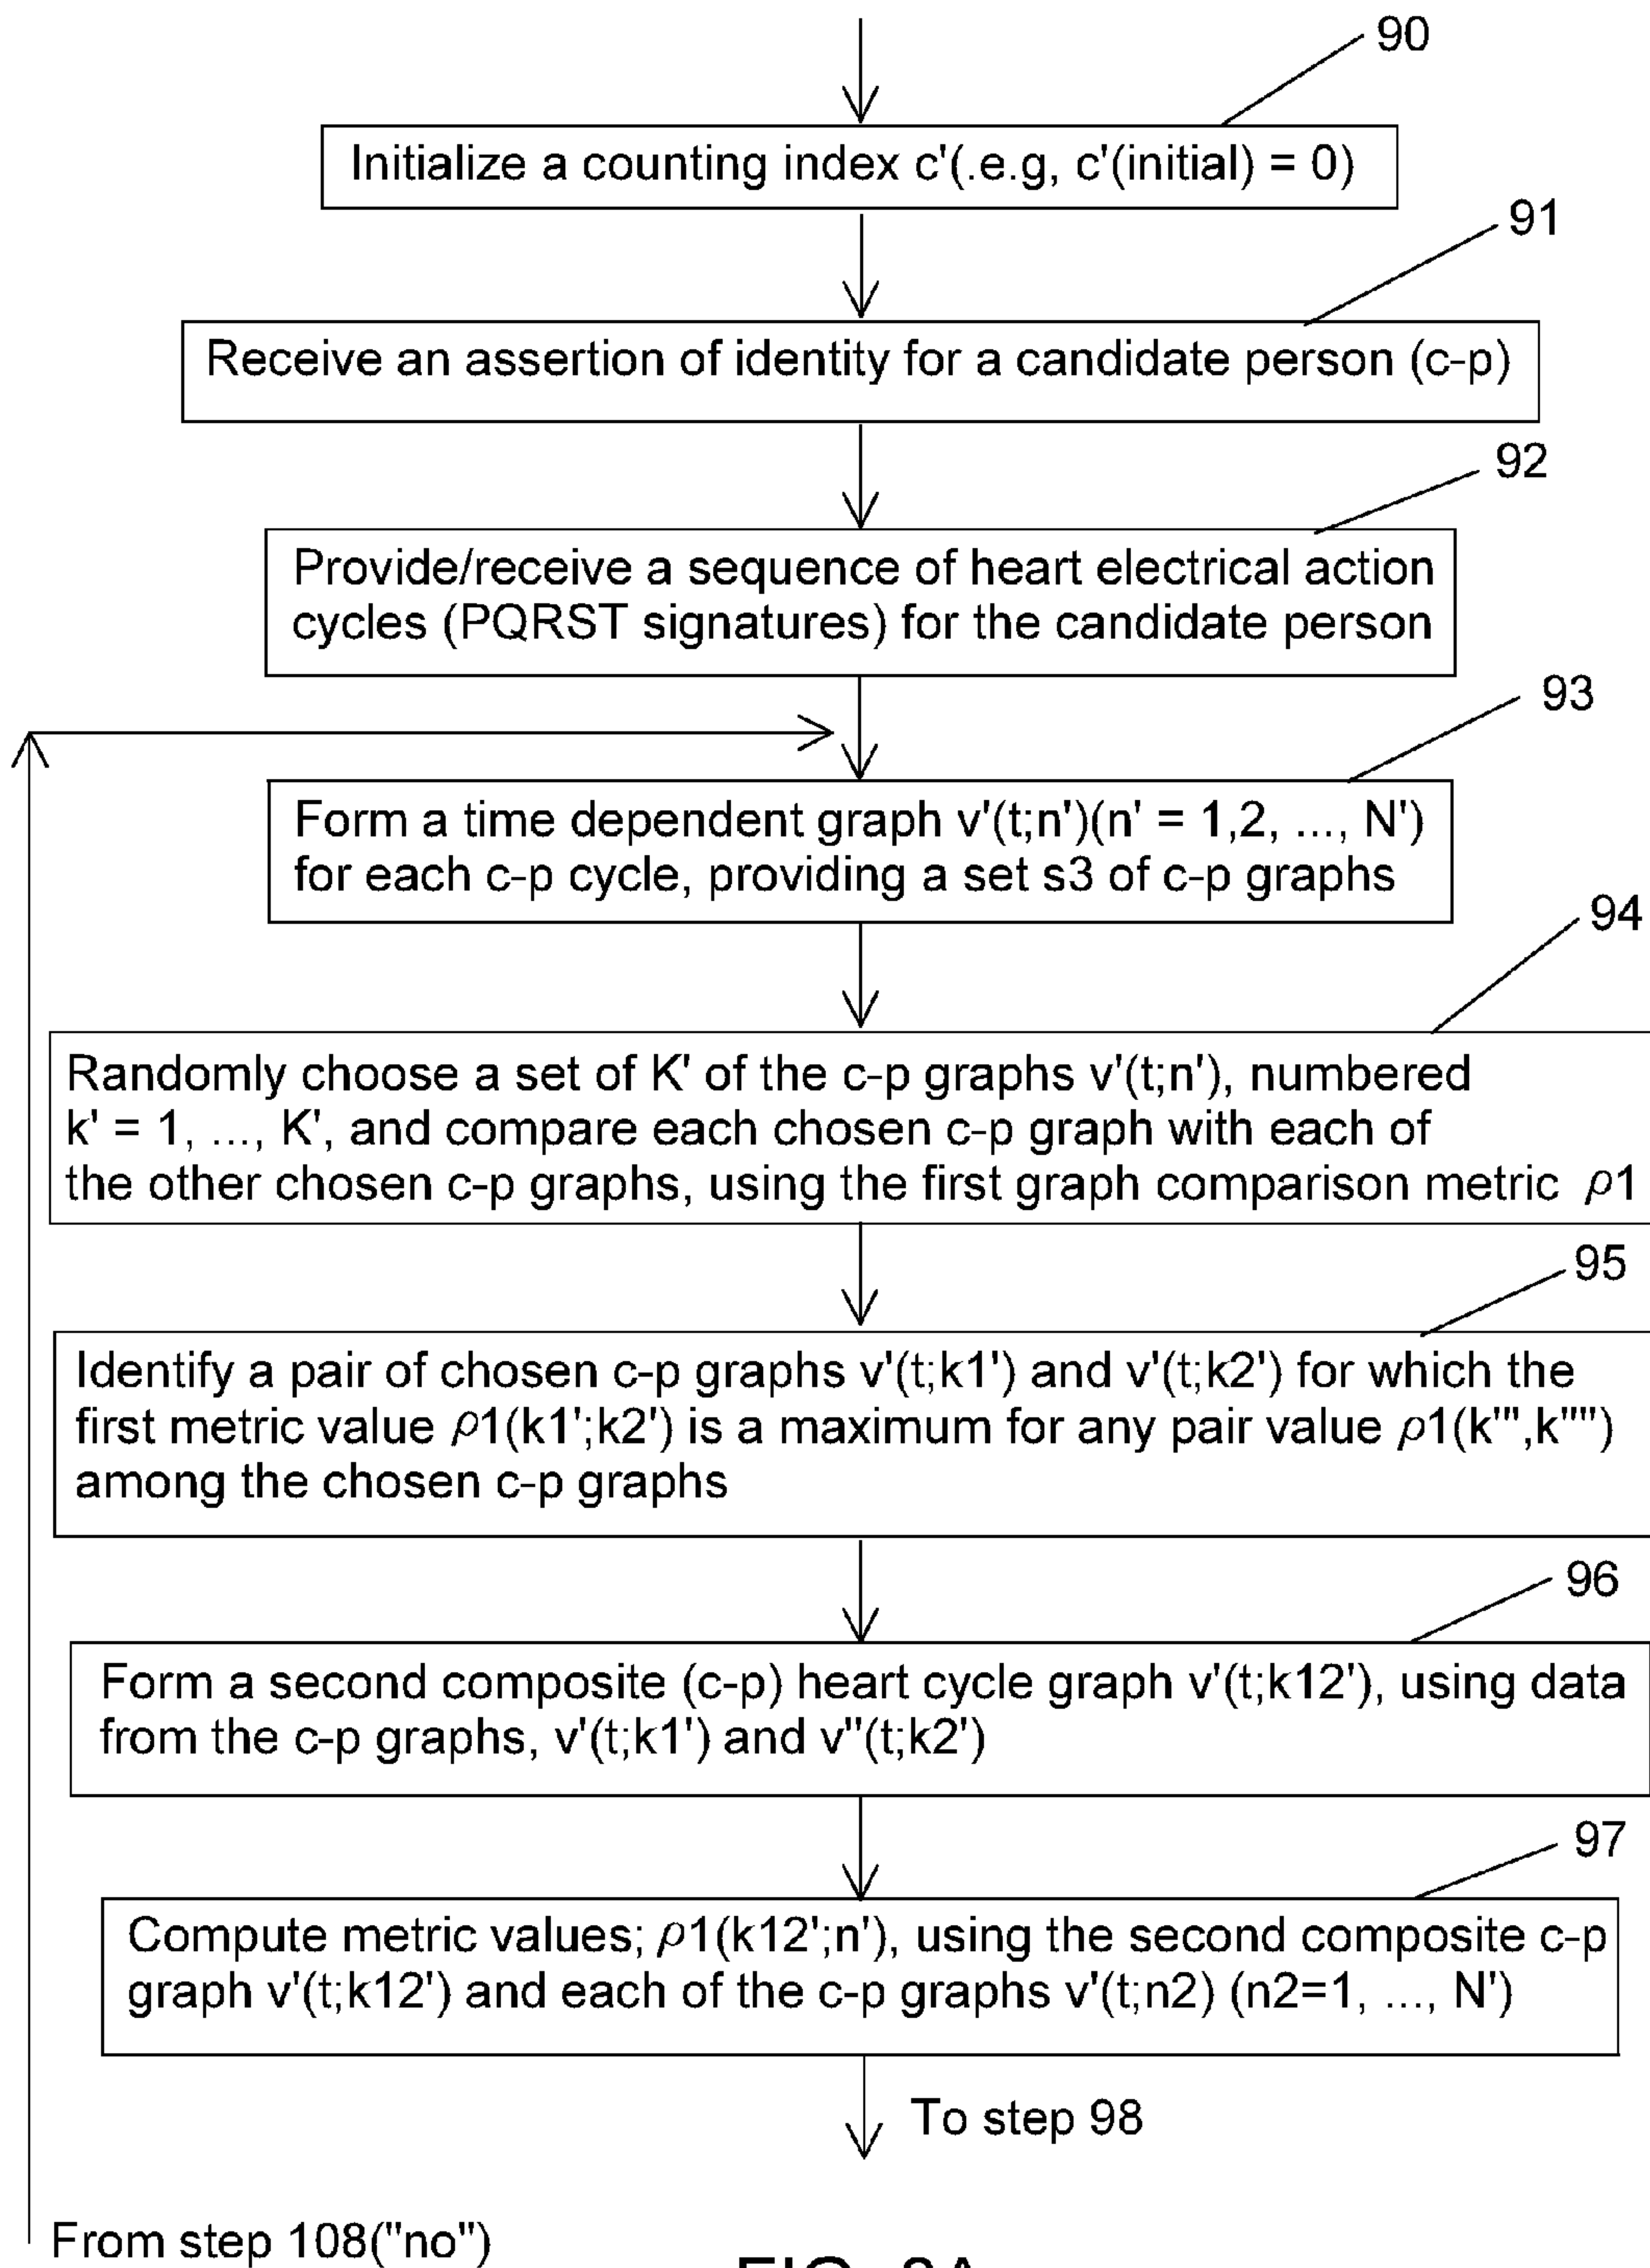 90
Initialize a counting index c'(.e.g, c'(initial) = 0)
91
Receive an assertion of identity for a candidate person (c-p)
92
Provide/receive a sequence of heart electrical action
cycles (PQRST signatures) for the candidate person
93
Form a time dependent graph v'(t;n')(n' = 1,2, ..., N')
for each c-p cycle, providing a set s3 of c-p graphs
94
Randomly choose a set of K' of the c-p graphs v'(t;n'), numbered
k' = 1, ..., K', and compare each chosen c-p graph with each of
the other chosen c-p graphs, using the first graph comparison metric ρ1
95
Identify a pair of chosen c-p graphs v'(t;k1') and v'(t;k2') for which the
first metric value ρ1(k1';k2') is a maximum for any pair value ρ1(k''',k'''')
among the chosen c-p graphs
96
Form a second composite (c-p) heart cycle graph v'(t;k12'), using data
from the c-p graphs, v'(t;k1') and v''(t;k2')
97
Compute metric values; ρ1(k12';n'), using the second composite c-p
graph v'(t;k12') and each of the c-p graphs v'(t;n2) (n2=1, ..., N')
To step 98
From step 108("no")